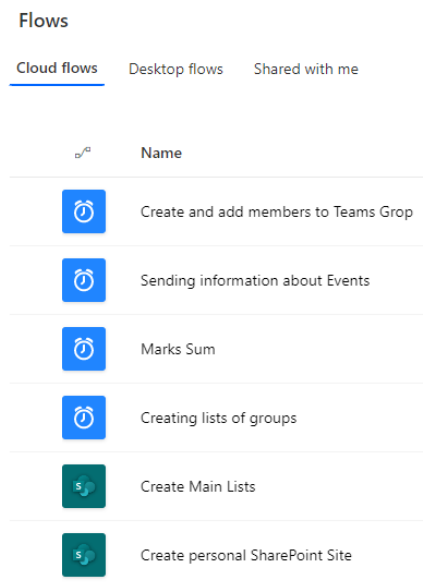 Flows
Cloud flows Desktop flows Shared with me
Name
Create and add members to Teams Grop
Sending information about Events
Marks Sum
Creating lists of groups
S
Create Main Lists
S
Create personal SharePoint Site